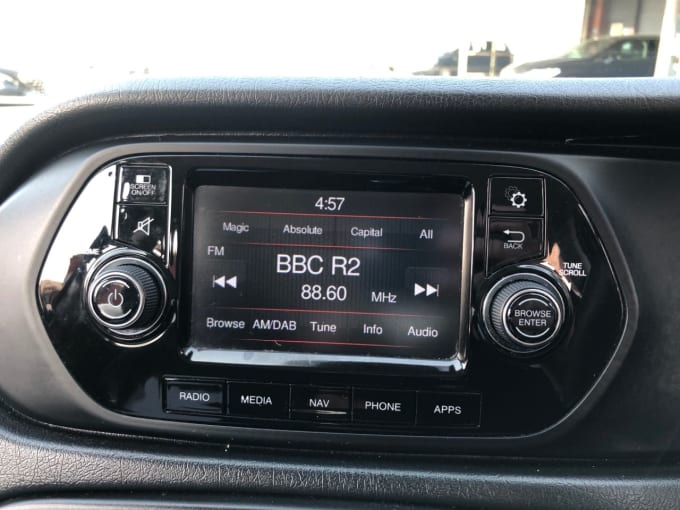 SCREEN
ON/OFF
4:57
Magic Absolute Capital All
FM
BBC R2
88.60 MHz
Browse AM/DAB Tune Info Audio
BACK
TUNE
SCROLL
BROWSE
ENTER
RADIO MEDIA NAV PHONE APPS